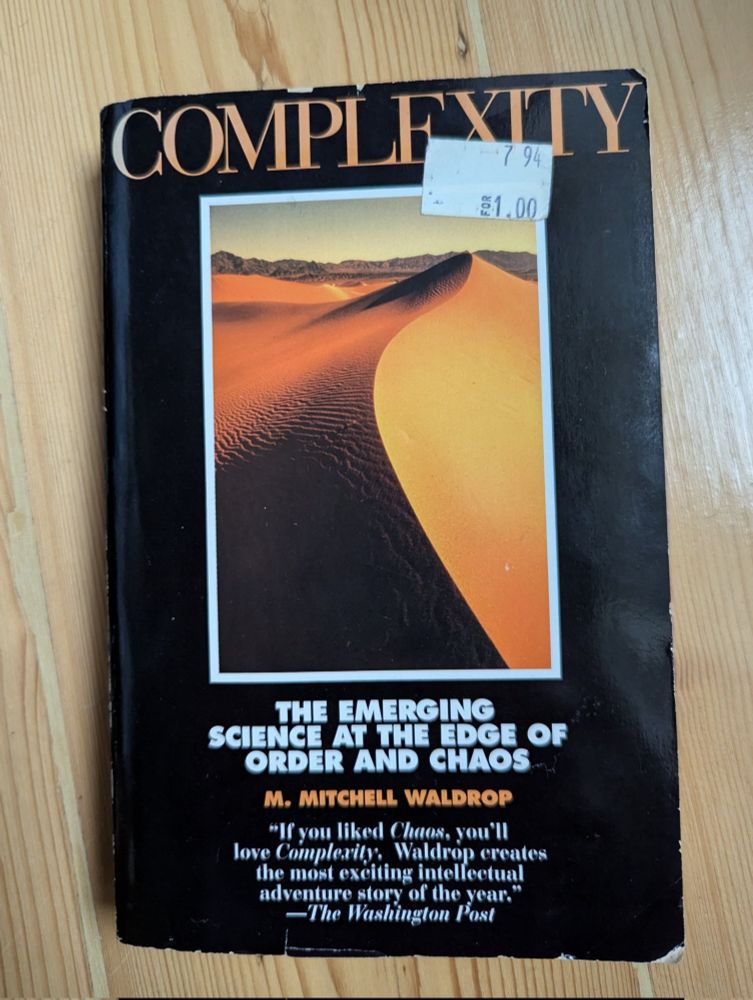 COMPLEXITY
7 94
FOR 1.00
THE EMERGING
SCIENCE AT THE EDGE OF
ORDER AND CHAOS
M. MITCHELL WALDROP
“If you liked Chaos, you’ll
love Complexity. Waldrop creates
the most exciting intellectual
adventure story of the year.”
—The Washington Post